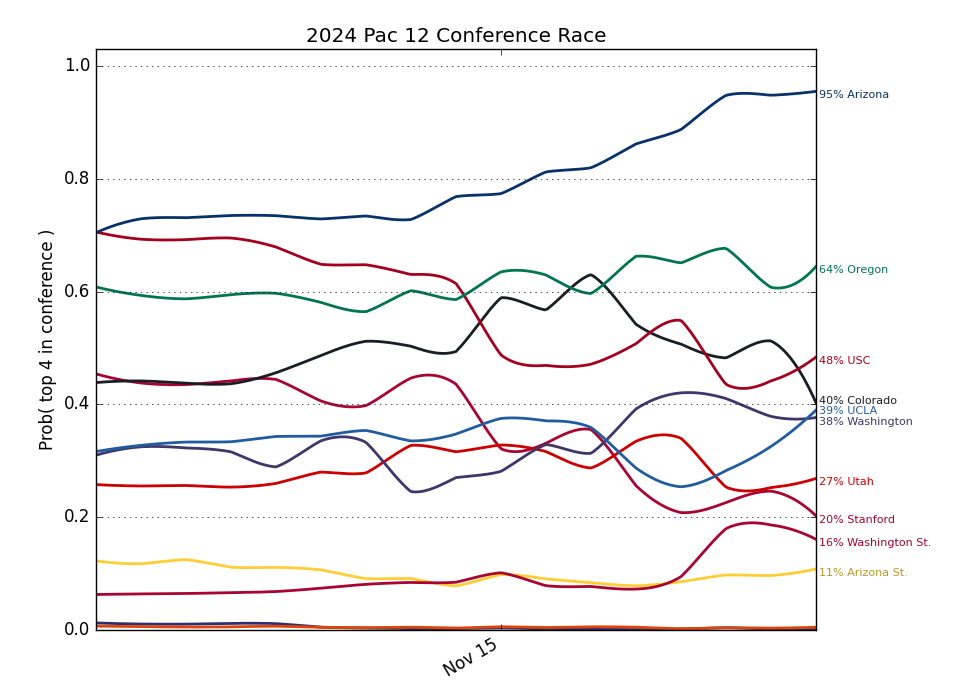 2024 Pac 12 Conference Race
Prob( top 4 in conference )
1.0
0.8
0.6
0.4
0.2
0.0
Nov 15
95% Arizona
64% Oregon
48% USC
40% Colorado
39% UCLA
38% Washington
27% Utah
20% Stanford
16% Washington St.
11% Arizona St.